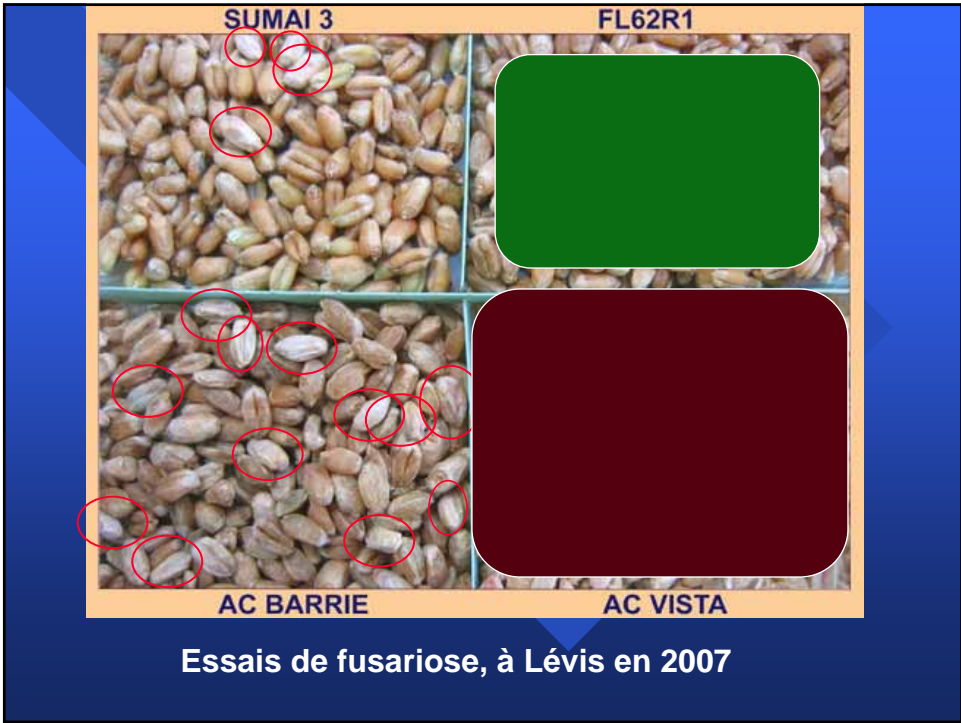 SUMAI 3
FL62R1
AC BARRIE
AC VISTA
Essais de fusariose, à Lévis en 2007